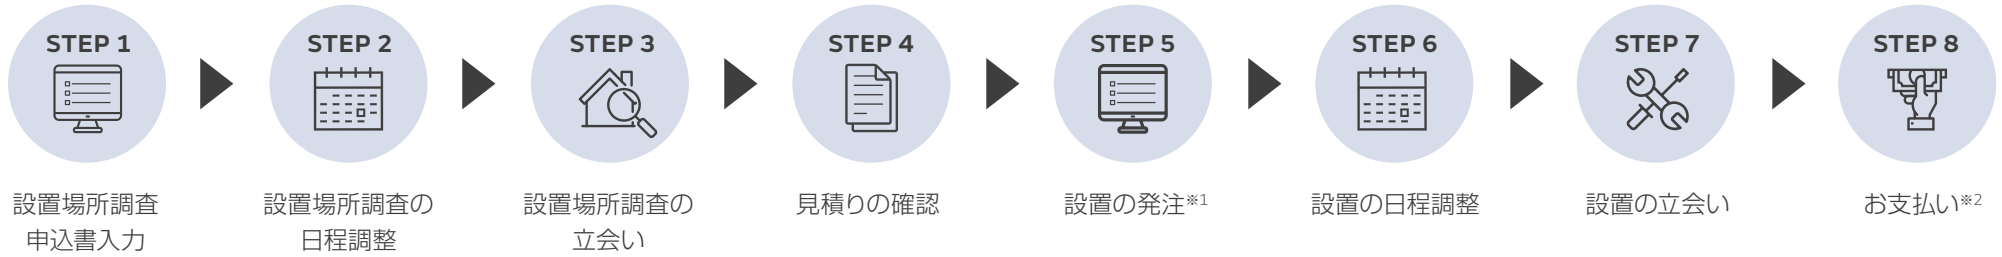 STEP 1
STEP 2
STEP 3
STEP 4
STEP 5
STEP 6
STEP 7
STEP 8
設置場所調査
申込書入力
設置場所調査の
日程調整
設置場所調査の
立会い
見積りの確認
設置の発注※1
設置の日程調整
設置の立会い
お支払い※2